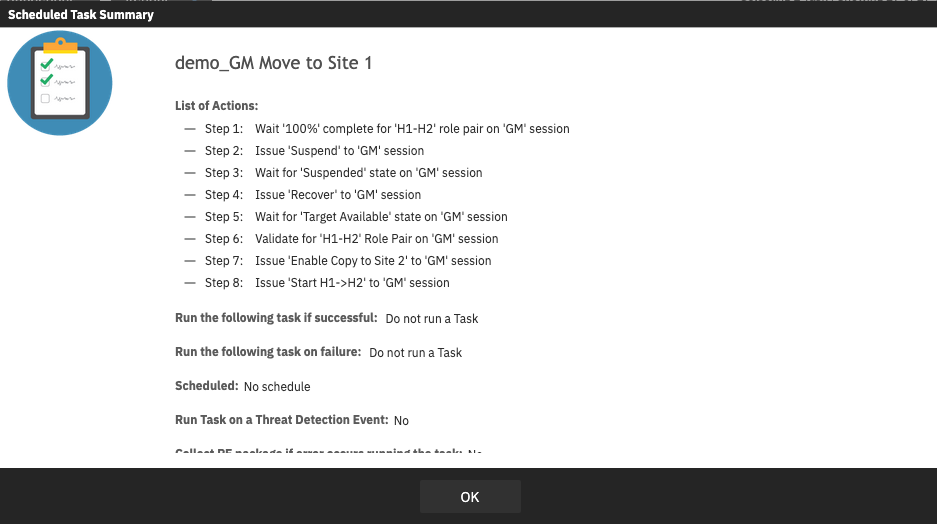 Scheduled Task Summary
demo_GM Move to Site 1
List of Actions:
— Step 1: Wait '100%' complete for 'H1-H2' role pair on 'GM' session
— Step 2: Issue 'Suspend' to 'GM' session
— Step 3: Wait for 'Suspended' state on 'GM' session
— Step 4: Issue 'Recover' to 'GM' session
— Step 5: Wait for 'Target Available' state on 'GM' session
— Step 6: Validate for 'H1-H2' Role Pair on 'GM' session
— Step 7: Issue 'Enable Copy to Site 2' to 'GM' session
— Step 8: Issue 'Start H1->H2' to 'GM' session
Run the following task if successful: Do not run a Task
Run the following task on failure: Do not run a Task
Scheduled: No schedule
Run Task on a Threat Detection Event: No
Collect PE package if error occurs running the task: No
OK